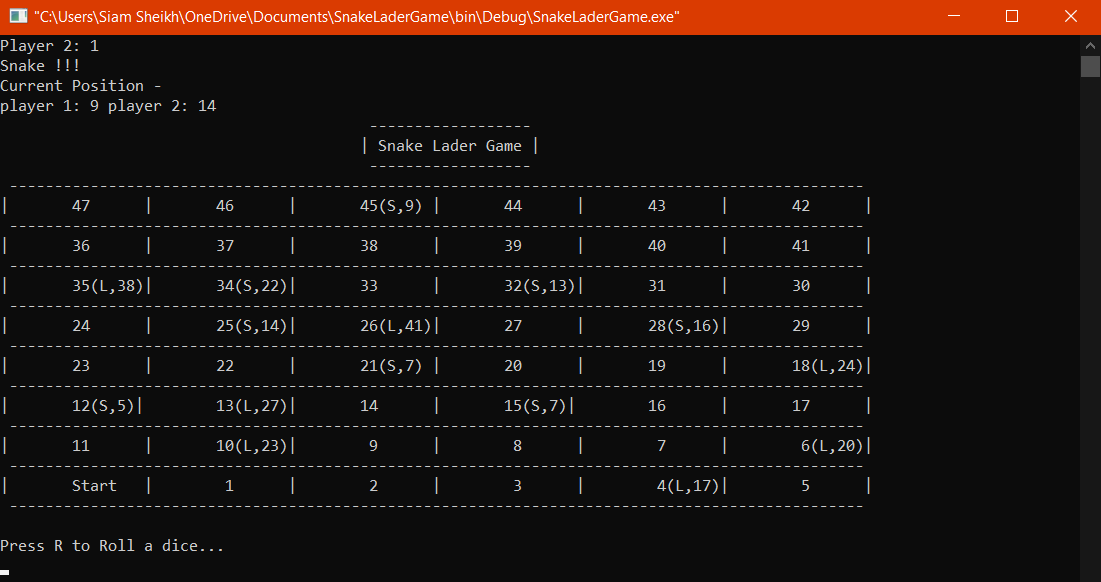 "C:\Users\Siam Sheikh\OneDrive\Documents\SnakeLaderGame\bin\Debug\SnakeLaderGame.exe"
Player 2: 1
Snake !!!
Current Position -
player 1: 9 player 2: 14
------------------
| Snake Lader Game |
------------------
-----------------------------------------------------------------------------------------------
| 47 | 46 | 45(S,9) | 44 | 43 | 42 |
-----------------------------------------------------------------------------------------------
| 36 | 37 | 38 | 39 | 40 | 41 |
-----------------------------------------------------------------------------------------------
| 35(L,38)| 34(S,22)| 33 | 32(S,13)| 31 | 30 |
-----------------------------------------------------------------------------------------------
| 24 | 25(S,14)| 26(L,41)| 27 | 28(S,16)| 29 |
-----------------------------------------------------------------------------------------------
| 23 | 22 | 21(S,7) | 20 | 19 | 18(L,24)|
-----------------------------------------------------------------------------------------------
| 12(S,5)| 13(L,27)| 14 | 15(S,7)| 16 | 17 |
-----------------------------------------------------------------------------------------------
| 11 | 10(L,23)| 9 | 8 | 7 | 6(L,20)|
-----------------------------------------------------------------------------------------------
| Start | 1 | 2 | 3 | 4(L,17)| 5 |
-----------------------------------------------------------------------------------------------
Press R to Roll a dice...